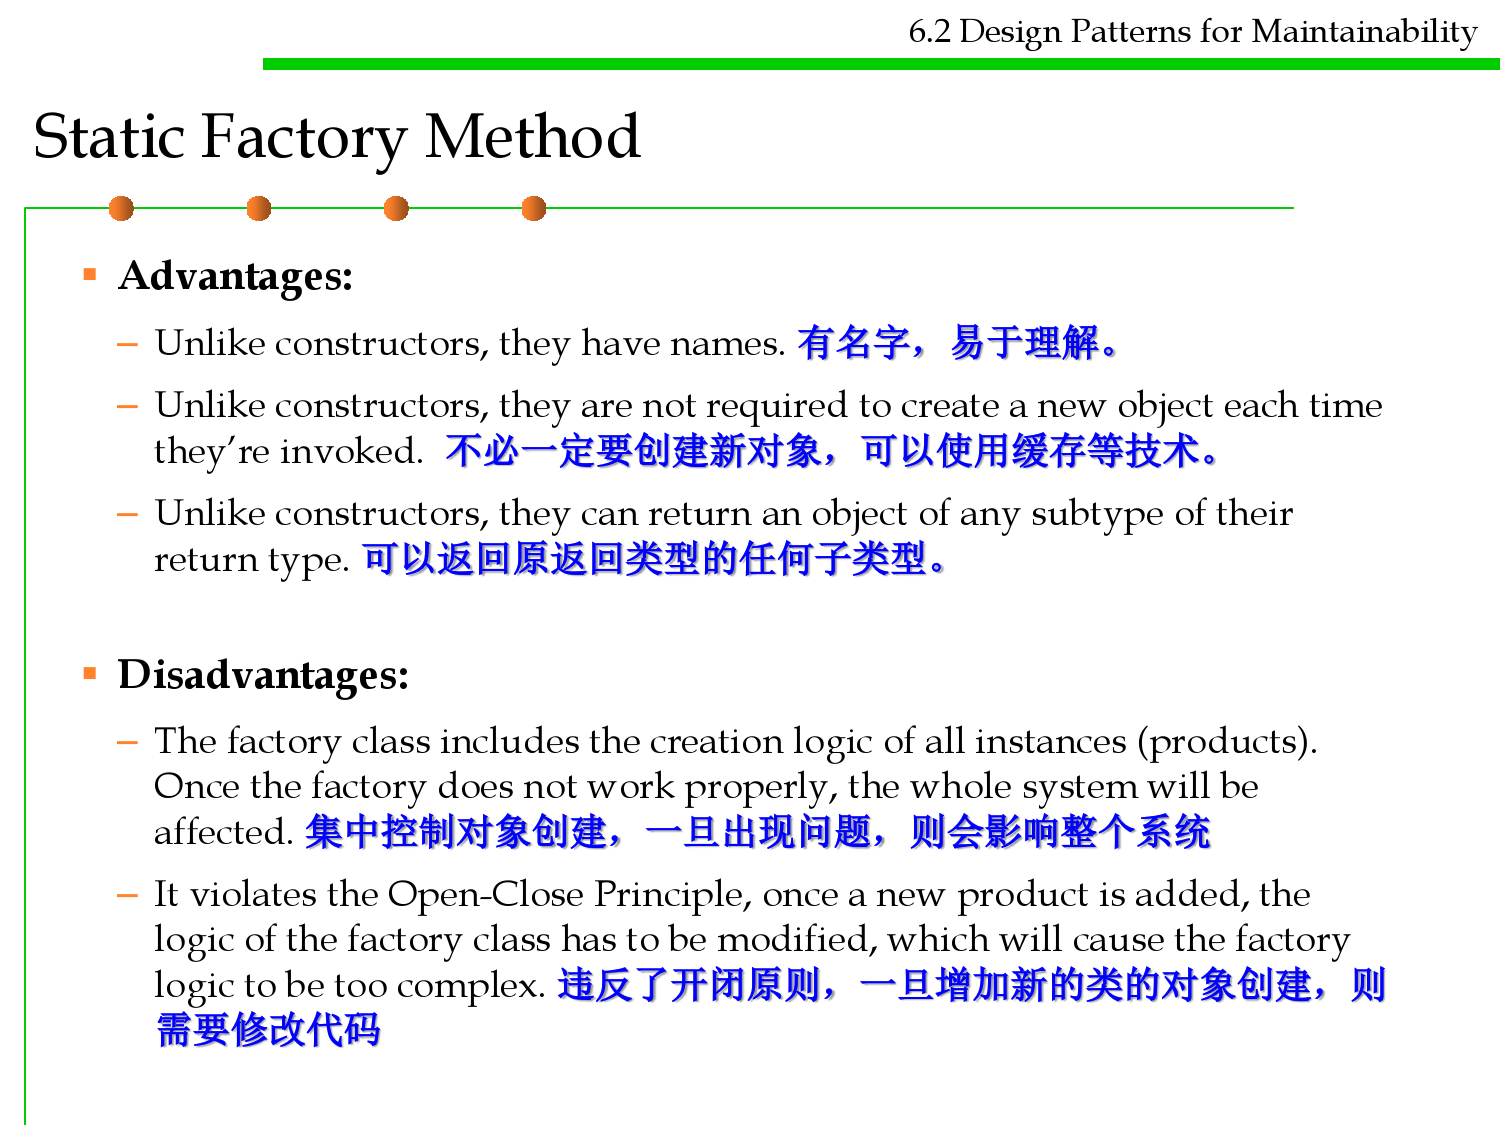 6.2 Design Patterns for Maintainability
Static Factory Method
▪ Advantages:
– Unlike constructors, they have names. 有名字，易于理解。
– Unlike constructors, they are not required to create a new object each time
they’re invoked. 不必一定要创建新对象，可以使用缓存等技术。
– Unlike constructors, they can return an object of any subtype of their
return type. 可以返回原返回类型的任何子类型。
▪ Disadvantages:
– The factory class includes the creation logic of all instances (products).
Once the factory does not work properly, the whole system will be
affected. 集中控制对象创建，一旦出现问题，则会影响整个系统
– It violates the Open-Close Principle, once a new product is added, the
logic of the factory class has to be modified, which will cause the factory
logic to be too complex. 违反了开闭原则，一旦增加新的类的对象创建，则
需要修改代码